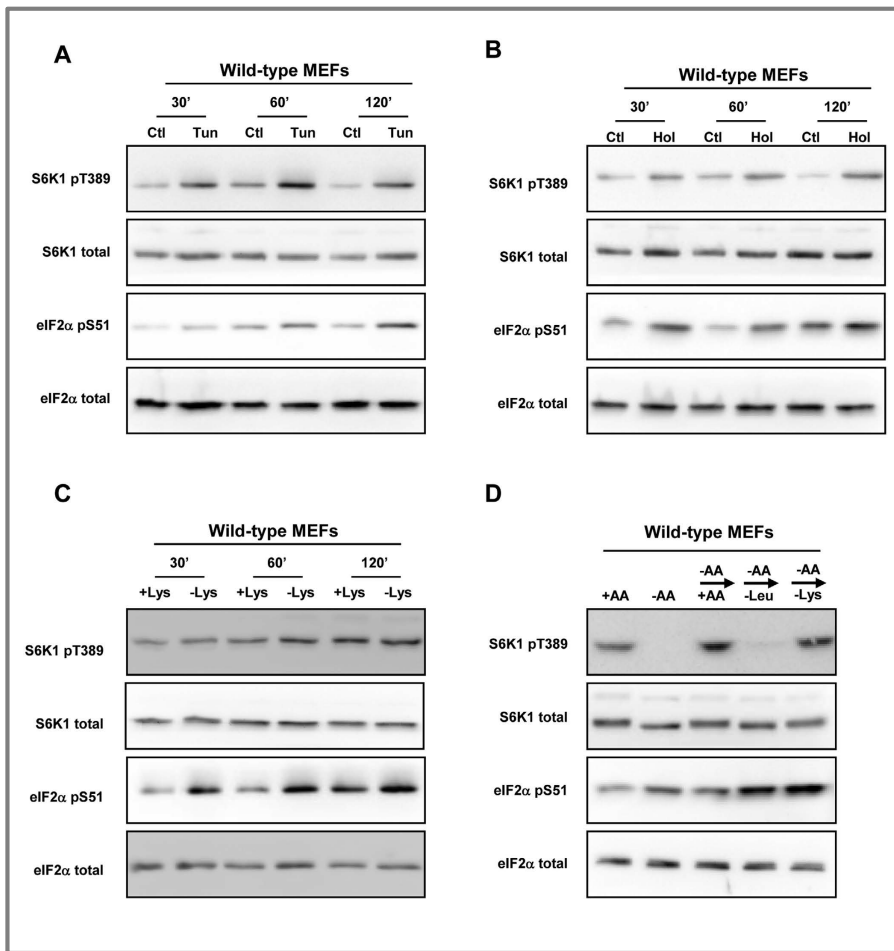 A
Wild-type MEFs
30’ 60’ 120’
Ctl Tun Ctl Tun Ctl Tun
S6K1 pT389
S6K1 total
eIF2α pS51
eIF2α total
B
Wild-type MEFs
30’ 60’ 120’
Ctl Hol Ctl Hol Ctl Hol
S6K1 pT389
S6K1 total
eIF2α pS51
eIF2α total
C
Wild-type MEFs
30’ 60’ 120’
+Lys -Lys +Lys -Lys +Lys -Lys
S6K1 pT389
S6K1 total
eIF2α pS51
eIF2α total
D
Wild-type MEFs
-AA -AA -AA
+AA -AA +AA -Leu -Lys
S6K1 pT389
S6K1 total
eIF2α pS51
eIF2α total